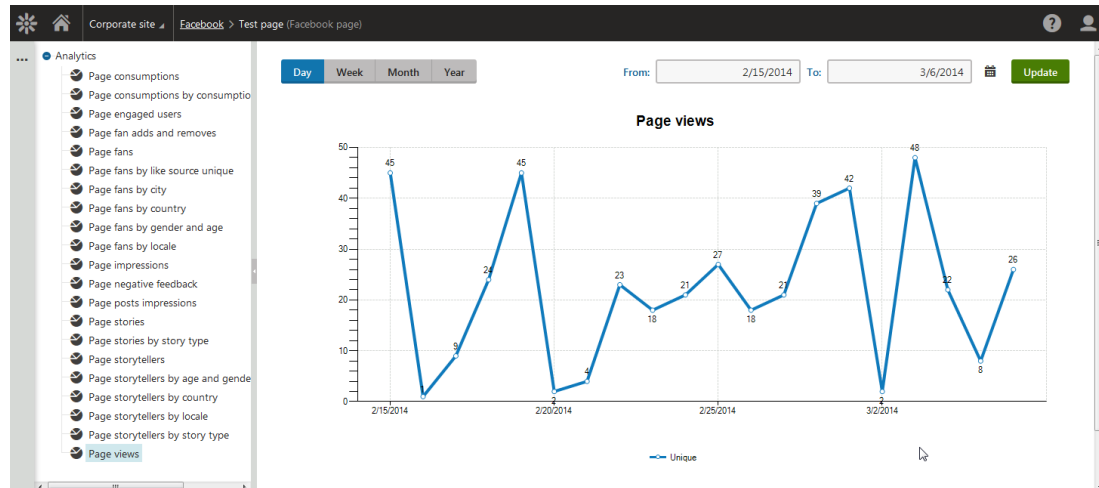 Corporate site Facebook > Test page (Facebook page)
...
Analytics
Page consumptions
Page consumptions by consumptio
Page engaged users
Page fan adds and removes
Page fans
Page fans by like source unique
Page fans by city
Page fans by country
Page fans by gender and age
Page fans by locale
Page impressions
Page negative feedback
Page posts impressions
Page stories
Page stories by story type
Page storytellers
Page storytellers by age and gende
Page storytellers by country
Page storytellers by locale
Page storytellers by story type
Page views
Day Week Month Year From: 2/15/2014 To: 3/6/2014 Update
Page views
50
40
30
20
10
0
45 1 9 24 45 2 4 23 18 21 27 18 21 39 42 2 48 22 8 26
2/15/2014 2/20/2014 2/25/2014 3/2/2014
Unique